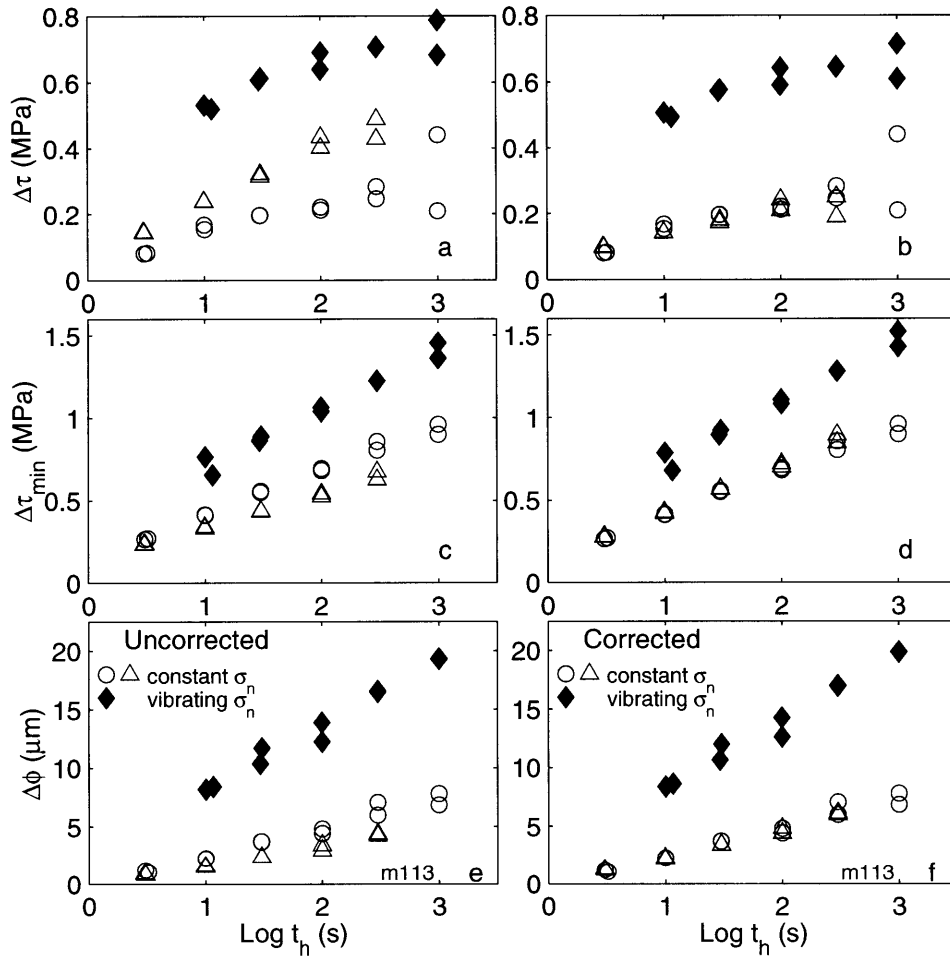 0.8
0.6
0.4
0.2
0
Δτ (MPa)
a
0 1 2 3
0.8
0.6
0.4
0.2
0
b
0 1 2 3
1.5
1
0.5
0
Δτmin (MPa)
c
0 1 2 3
1.5
1
0.5
0
d
0 1 2 3
20
15
10
5
0
Δϕ (μm)
Uncorrected
constant σn
vibrating σn
m113 e
0 1 2 3
Log th (s)
20
15
10
5
0
Corrected
constant σn
vibrating σn
m113 f
0 1 2 3
Log th (s)